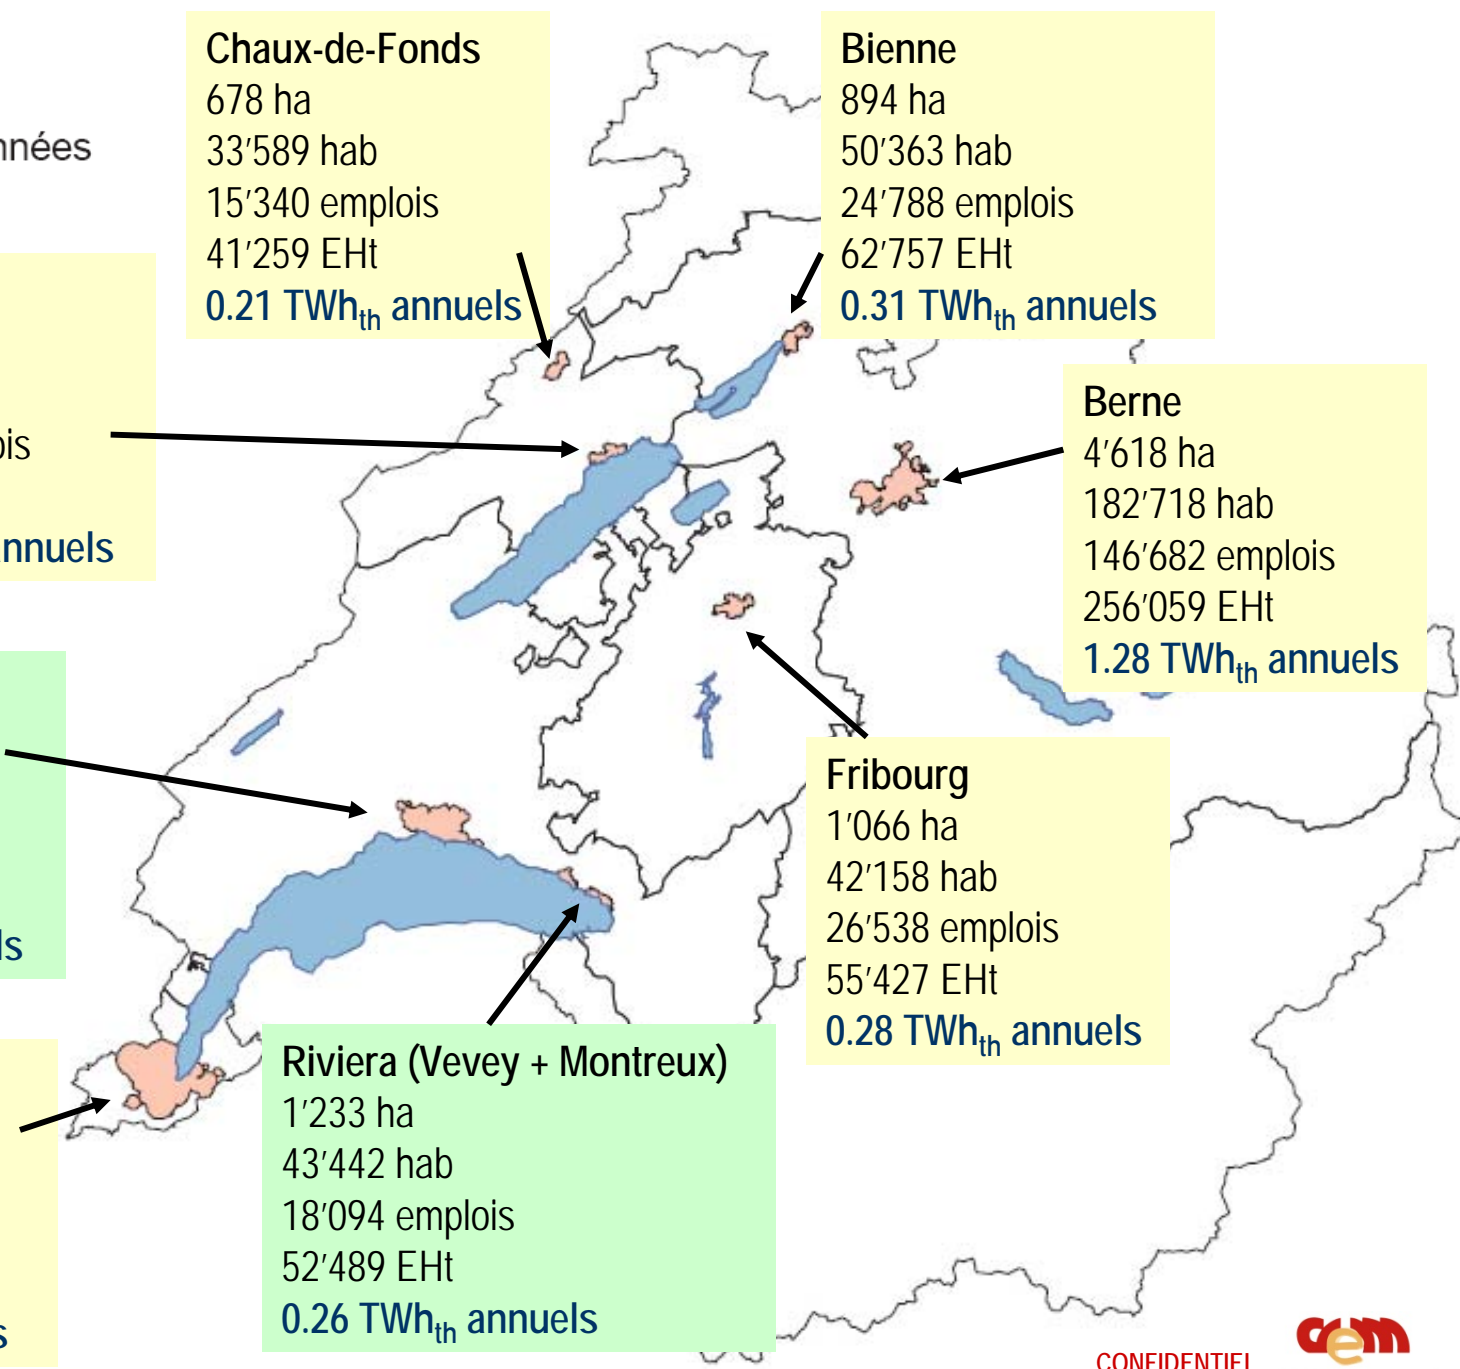 Chaux-de-Fonds
678 ha
33'589 hab
15'340 emplois
41'259 EHt
0.21 TWhth annuels
Bienne
894 ha
50'363 hab
24'788 emplois
62'757 EHt
0.31 TWhth annuels
Berne
4'618 ha
182'718 hab
146'682 emplois
256'059 EHt
1.28 TWhth annuels
Fribourg
1'066 ha
42'158 hab
26'538 emplois
55'427 EHt
0.28 TWhth annuels
Riviera (Vevey + Montreux)
1'233 ha
43'442 hab
18'094 emplois
52'489 EHt
0.26 TWhth annuels
CONFIDENTIEL
cem